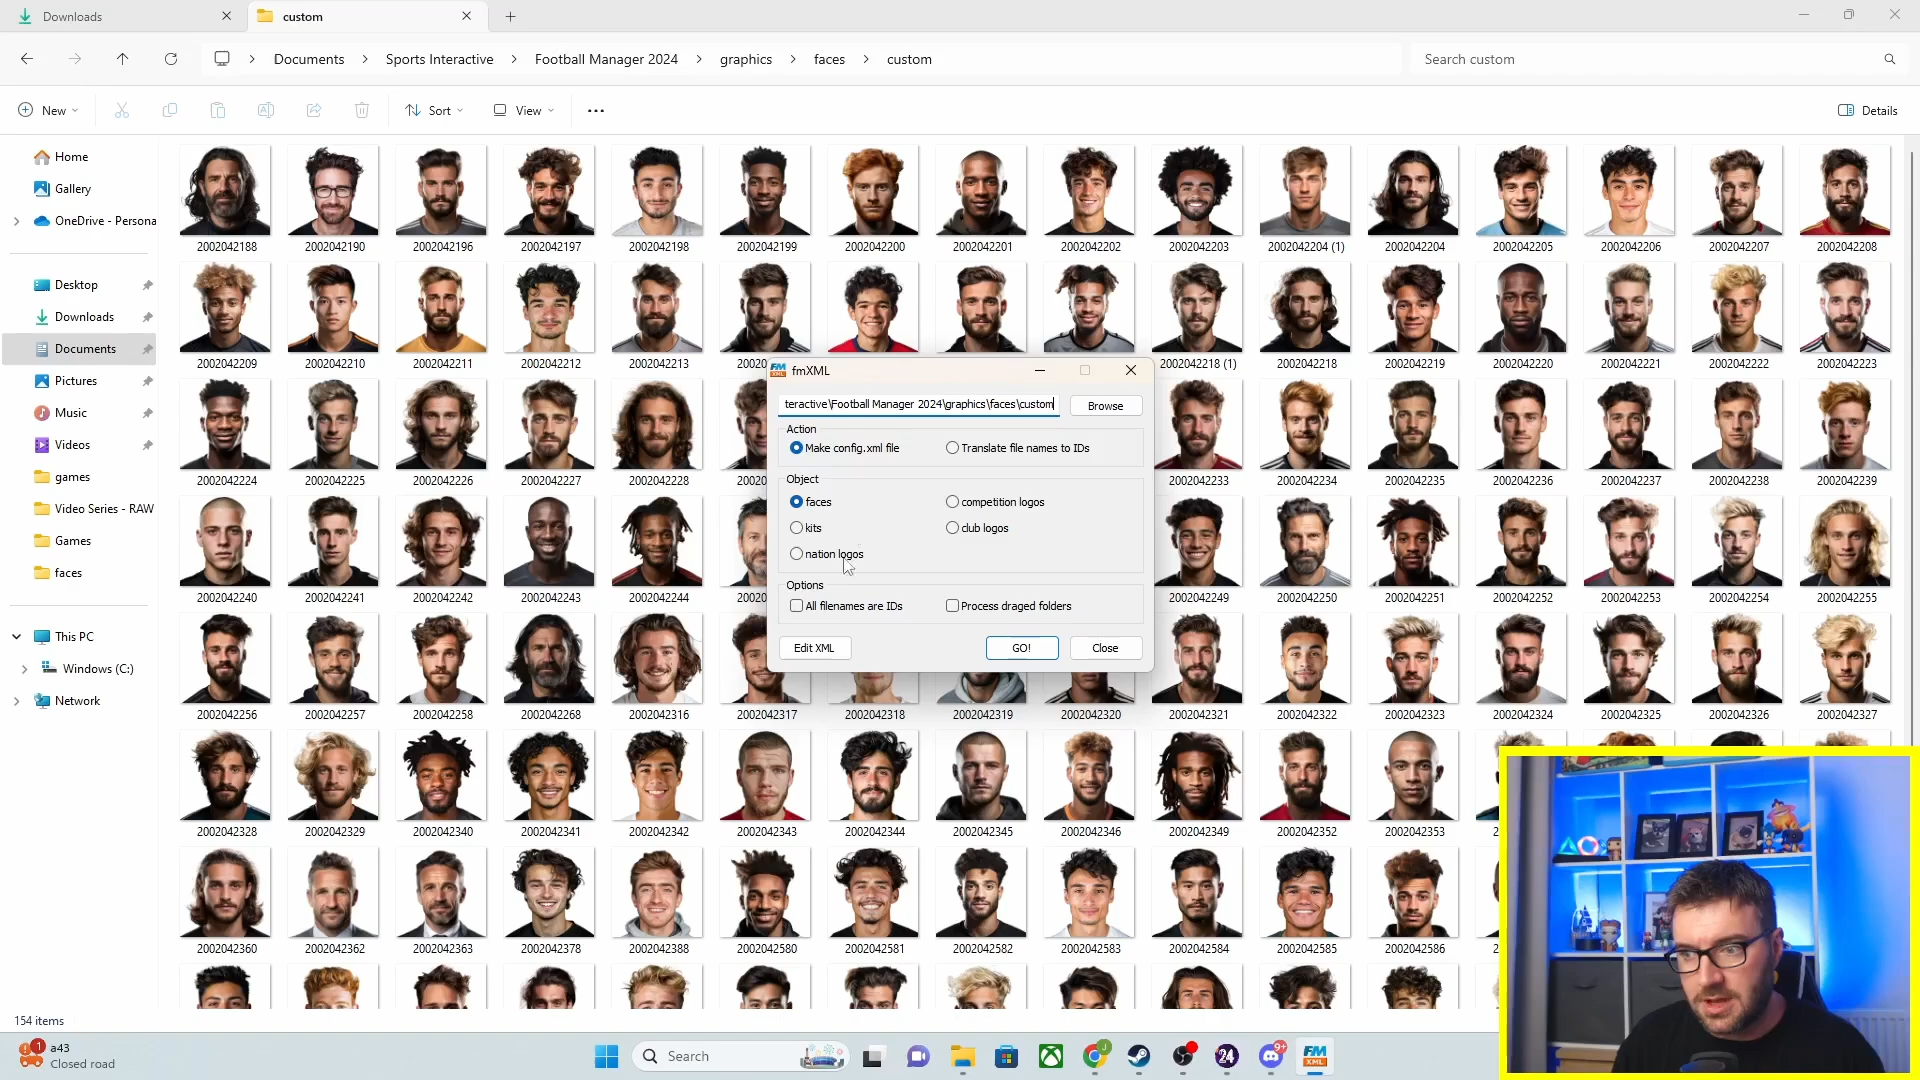 Downloads
custom
Documents > Sports Interactive > Football Manager 2024 > graphics > faces > custom
Search custom
New
Sort
View
Details
Home
Gallery
OneDrive - Persona
Desktop
Downloads
Documents
Pictures
Music
Videos
games
Video Series - RAW
Games
faces
This PC
Windows (C:)
Network
2002042188 2002042190 2002042196 2002042197 2002042198 2002042199 2002042200 2002042201 2002042202 2002042203 2002042204 (1) 2002042204 2002042205 2002042206 2002042207 2002042208
2002042209 2002042210 2002042211 2002042212 2002042213 20020 2002042218 (1) 2002042218 2002042219 2002042220 2002042221 2002042222 2002042223
2002042224 2002042225 2002042226 2002042227 2002042228 20020 2002042233 2002042234 2002042235 2002042236 2002042237 2002042238 2002042239
2002042240 2002042241 2002042242 2002042243 2002042244 20020 2002042249 2002042250 2002042251 2002042252 2002042253 2002042254 2002042255
2002042256 2002042257 2002042258 2002042268 2002042316 2002042317 2002042318 2002042319 2002042320 2002042321 2002042322 2002042323 2002042324 2002042325 2002042326 2002042327
2002042328 2002042329 2002042340 2002042341 2002042342 2002042343 2002042344 2002042345 2002042346 2002042349 2002042352 2002042353
2002042360 2002042362 2002042363 2002042378 2002042388 2002042580 2002042581 2002042582 2002042583 2002042584 2002042585 2002042586
fmXML
teractive\Football Manager 2024\graphics\faces\custom
Browse
Action
Make config.xml file
Translate file names to IDs
Object
faces
competition logos
kits
club logos
nation logos
Options
All filenames are IDs
Process draged folders
Edit XML
GO!
Close
154 items
1
a43
Closed road
Search
24
9+
FM
XML